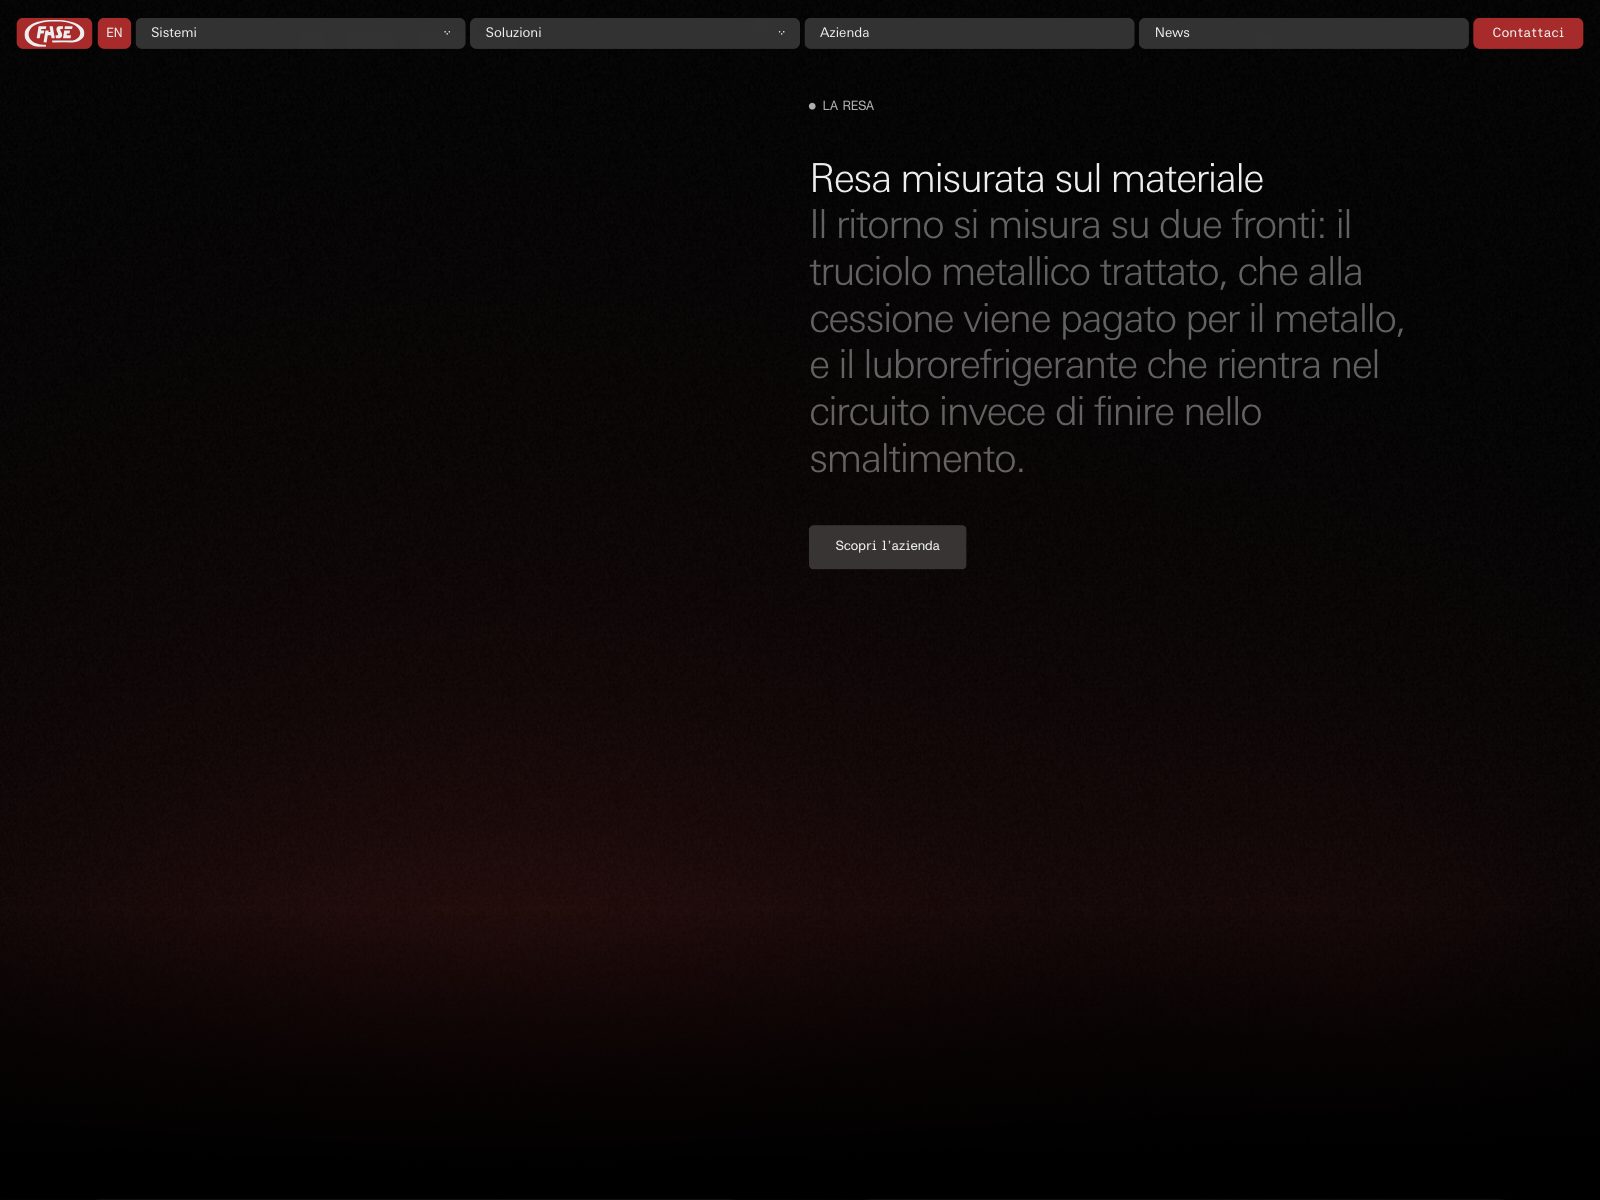 FASE
EN
Sistemi
Soluzioni
Azienda
News
Contattaci
LA RESA
Resa misurata sul materiale
Il ritorno si misura su due fronti: il
truciolo metallico trattato, che alla
cessione viene pagato per il metallo,
e il lubrorefrigerante che rientra nel
circuito invece di finire nello
smaltimento.
Scopri l'azienda